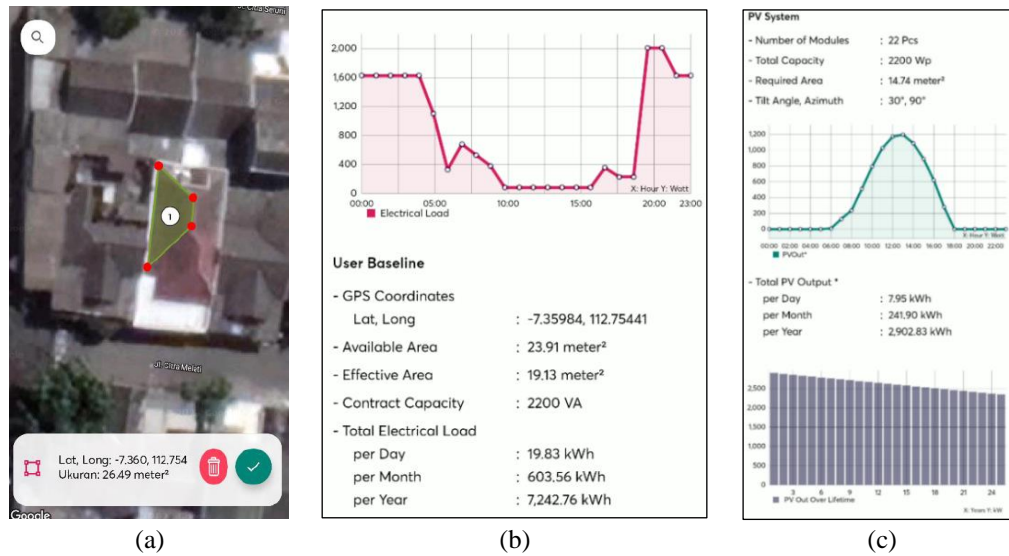 Jl. Citra Seruni
1
Jl. Citra Melati
Lat, Long: -7.360, 112.754
Ukuran: 26.49 meter²
Google
(a)
2,000
1,600
1,200
800
400
0
00:00 05:00 10:00 15:00 20:00 23:00
X: Hour Y: Wott
Electrical Load
User Baseline
- GPS Coordinates
Lat, Long : -7.35984, 112.75441
- Available Area : 23.91 meter²
- Effective Area : 19.13 meter²
- Contract Capacity : 2200 VA
- Total Electrical Load
per Day : 19.83 kWh
per Month : 603,56 kWh
per Year : 7,242.76 kWh
(b)
PV System
- Number of Modules : 22 Pcs
- Total Capacity : 2200 Wp
- Required Area : 14.74 meter²
- Tilt Angle, Azimuth : 30°, 90°
1,200
1,000
800
600
400
200
0
00:00 02:00 04:00 06:00 08:00 10:00 12:00 14:00 16:00 18:00 20:00 22:00
X: Hour Y: Wott
PVOut*
- Total PV Output *
per Day : 7.95 kWh
per Month : 241,90 kWh
per Year : 2,902.83 kWh
2,500
2,000
1,500
1,000
500
0
3 6 9 12 15 18 21 24
PV Out Over Lifetime
X: Years Y: kW
(c)